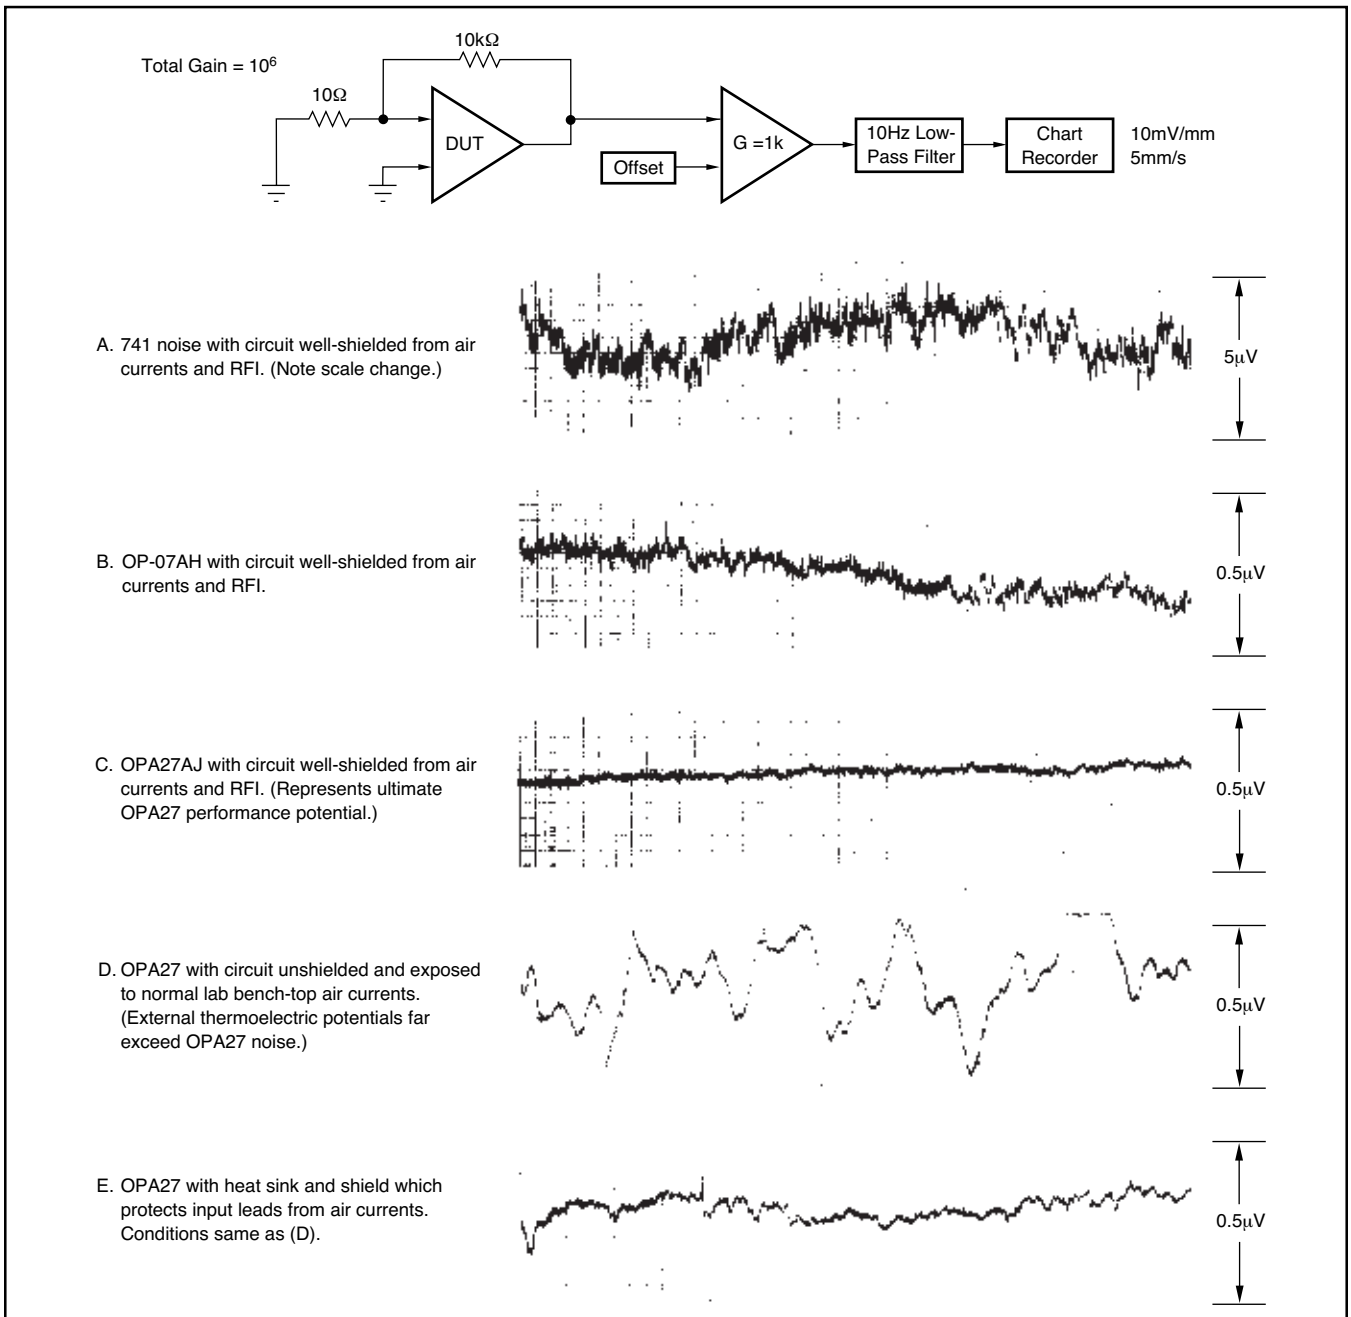 10kΩ
Total Gain = 10⁶
10Ω
DUT
G =1k
Offset
10Hz Low-
Pass Filter
Chart
Recorder
10mV/mm
5mm/s
A. 741 noise with circuit well-shielded from air
currents and RFI. (Note scale change.)
5µV
B. OP-07AH with circuit well-shielded from air
currents and RFI.
0.5µV
C. OPA27AJ with circuit well-shielded from air
currents and RFI. (Represents ultimate
OPA27 performance potential.)
0.5µV
D. OPA27 with circuit unshielded and exposed
to normal lab bench-top air currents.
(External thermoelectric potentials far
exceed OPA27 noise.)
0.5µV
E. OPA27 with heat sink and shield which
protects input leads from air currents.
Conditions same as (D).
0.5µV